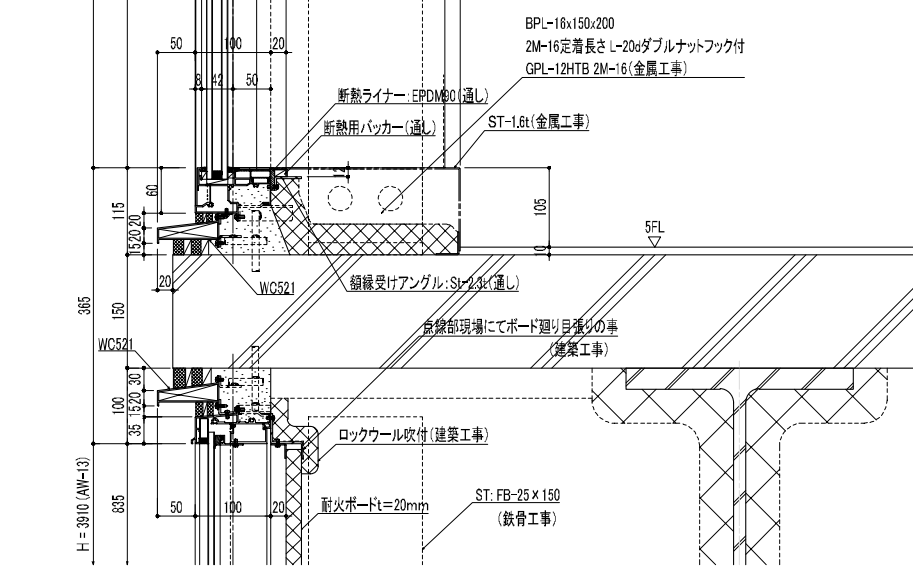 BPL-16x150x200
2M-16定着長さ L-20dダブルナットフック付
GPL-12HTB 2M-16(金属工事)
50
100
20
8
42
50
断熱ライナー:EPDM90(通し)
ST-1.6t(金属工事)
断熱用バッカー(通し)
12
60
115
20
20
15
105
10
5FL
20
WC521
額縁受けアングル:St-2.3t(通し)
365
150
点線部現場にてボード廻り目張りの事
(建築工事)
WC521
30
20
15
35
100
ロックウール吹付(建築工事)
H = 3910 (AW-13)
635
50
100
20
耐火ボードt=20mm
ST: FB-25×150
(鉄骨工事)